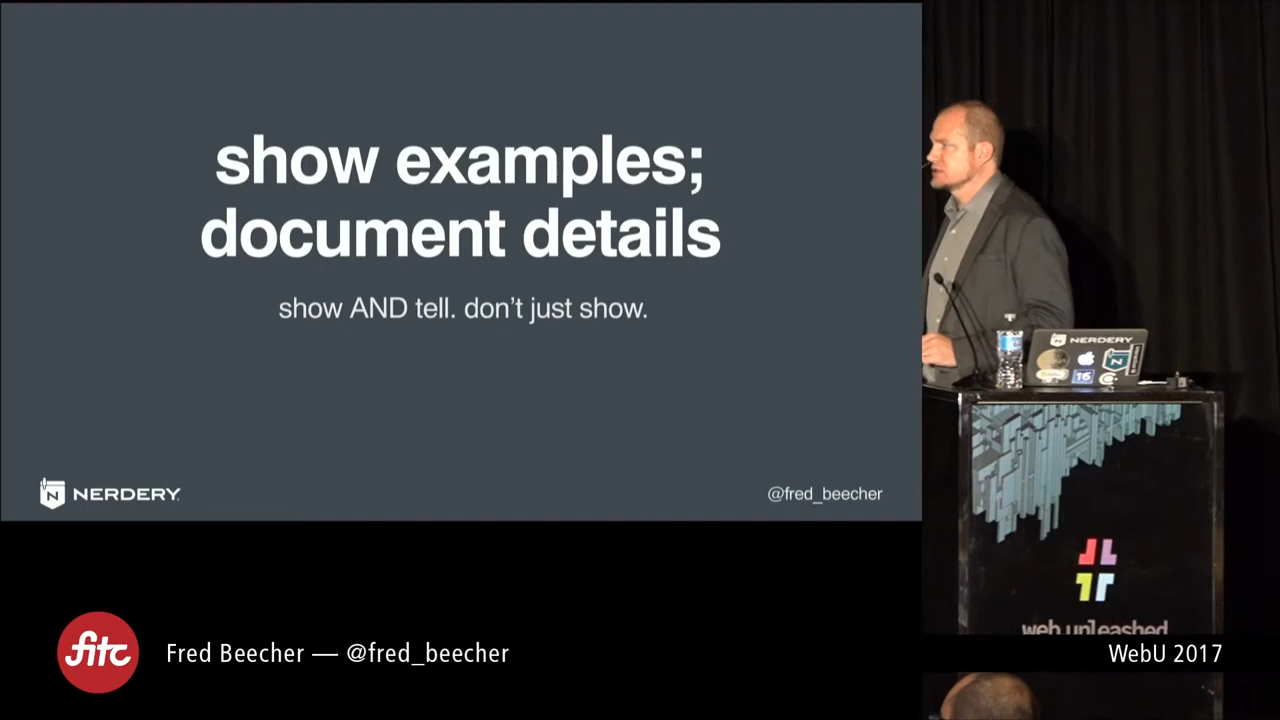 show examples;
document details
show AND tell. don't just show.
N NERDERY
@fred_beecher
NERDERY
N
16
web unleashed
fitc
Fred Beecher — @fred_beecher
WebU 2017